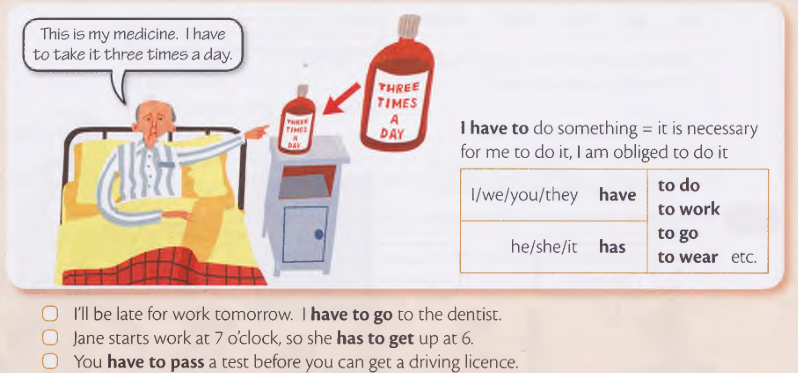 This is my medicine. I have
to take it three times a day.
THREE
TIMES
A
DAY
THREE
TIMES
A
DAY
I have to do something = it is necessary
for me to do it, I am obliged to do it
I/we/you/they have
he/she/it has
to do
to work
to go
to wear etc.
I'll be late for work tomorrow. I have to go to the dentist.
Jane starts work at 7 o'clock, so she has to get up at 6.
You have to pass a test before you can get a driving licence.